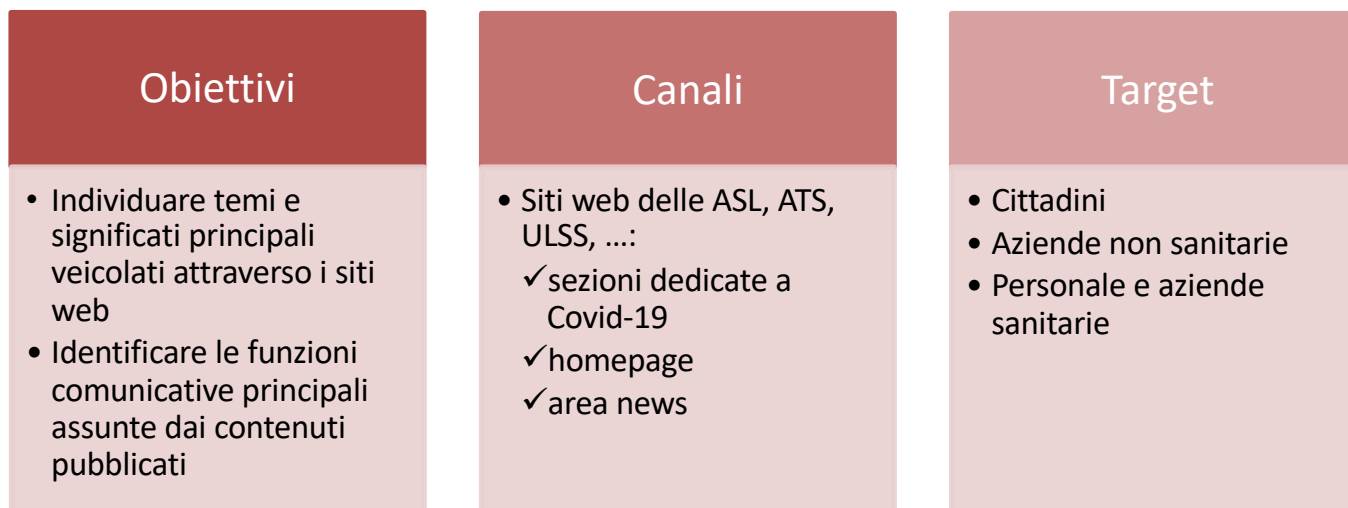 Obiettivi
• Individuare temi e
significati principali
veicolati attraverso i siti
web
• Identificare le funzioni
comunicative principali
assunte dai contenuti
pubblicati
Canali
• Siti web delle ASL, ATS,
ULSS, ...:
✓sezioni dedicate a
Covid-19
✓homepage
✓area news
Target
• Cittadini
• Aziende non sanitarie
• Personale e aziende
sanitarie